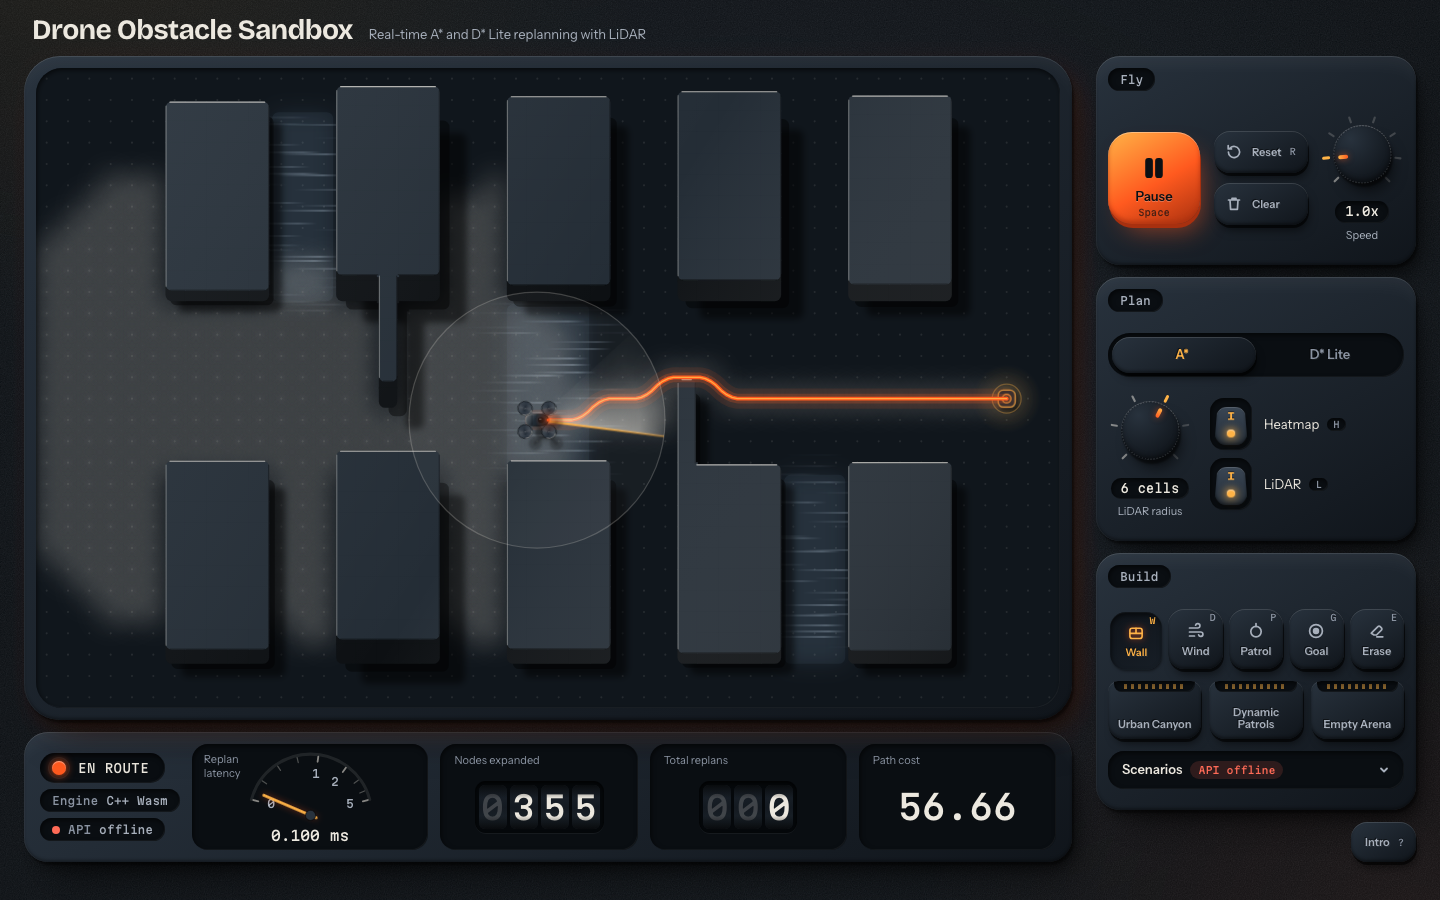 Drone Obstacle Sandbox
Real-time A* and D* Lite replanning with LiDAR
Fly
Pause
Space
Reset R
Clear
1.0x
Speed
Plan
A*
D* Lite
6 cells
LiDAR radius
I
Heatmap H
I
LiDAR L
Build
W
Wall
D
Wind
P
Patrol
G
Goal
E
Erase
Urban Canyon
Dynamic
Patrols
Empty Arena
Scenarios API offline
Intro ?
EN ROUTE
Engine C++ Wasm
API offline
Replan
latency
0 1 2 5
0.100 ms
Nodes expanded
0355
Total replans
000
Path cost
56.66